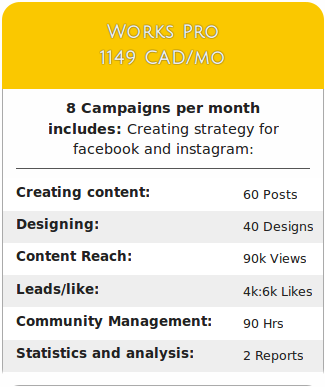 Works Pro
1149 CAD/mo
8 Campaigns per month
includes: Creating strategy for
facebook and instagram:
Creating content: 60 Posts
Designing: 40 Designs
Content Reach: 90k Views
Leads/like: 4k:6k Likes
Community Management: 90 Hrs
Statistics and analysis: 2 Reports